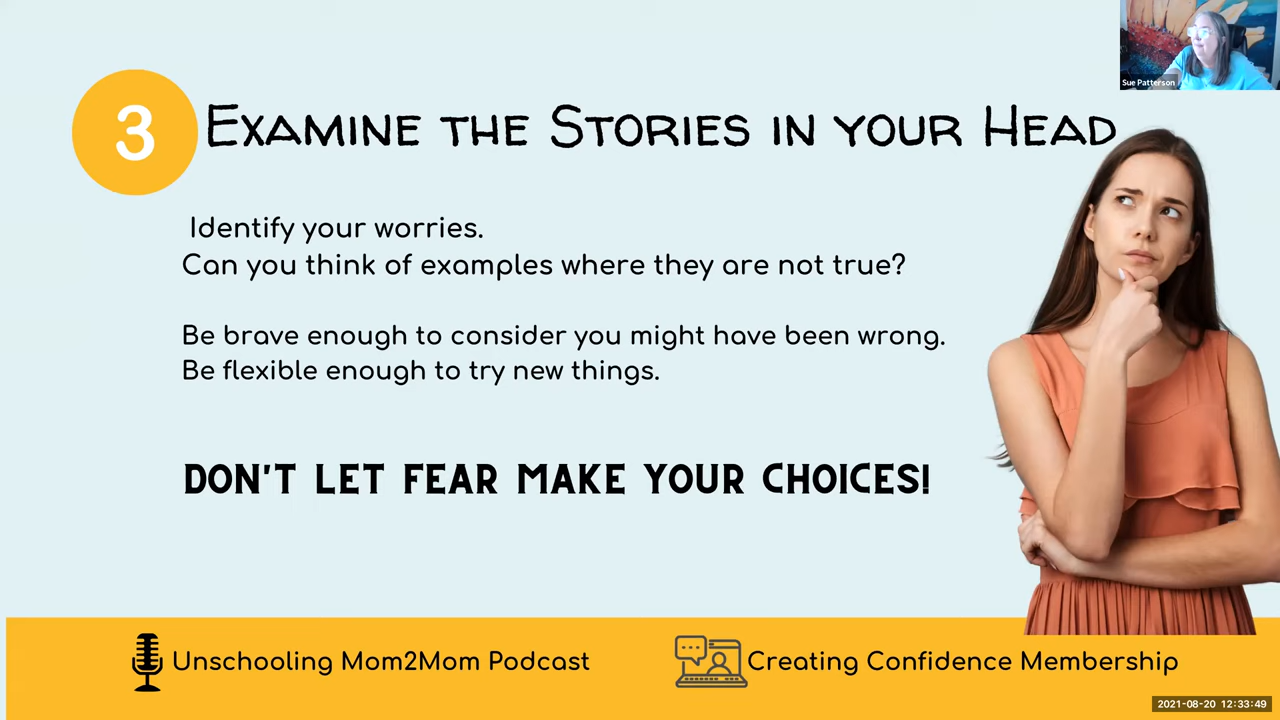 Sue Patterson
3 Examine the Stories in your Head
Identify your worries.
Can you think of examples where they are not true?
Be brave enough to consider you might have been wrong.
Be flexible enough to try new things.
DON'T LET FEAR MAKE YOUR CHOICES!
Unschooling Mom2Mom Podcast
Creating Confidence Membership
2021-08-20 12:33:49